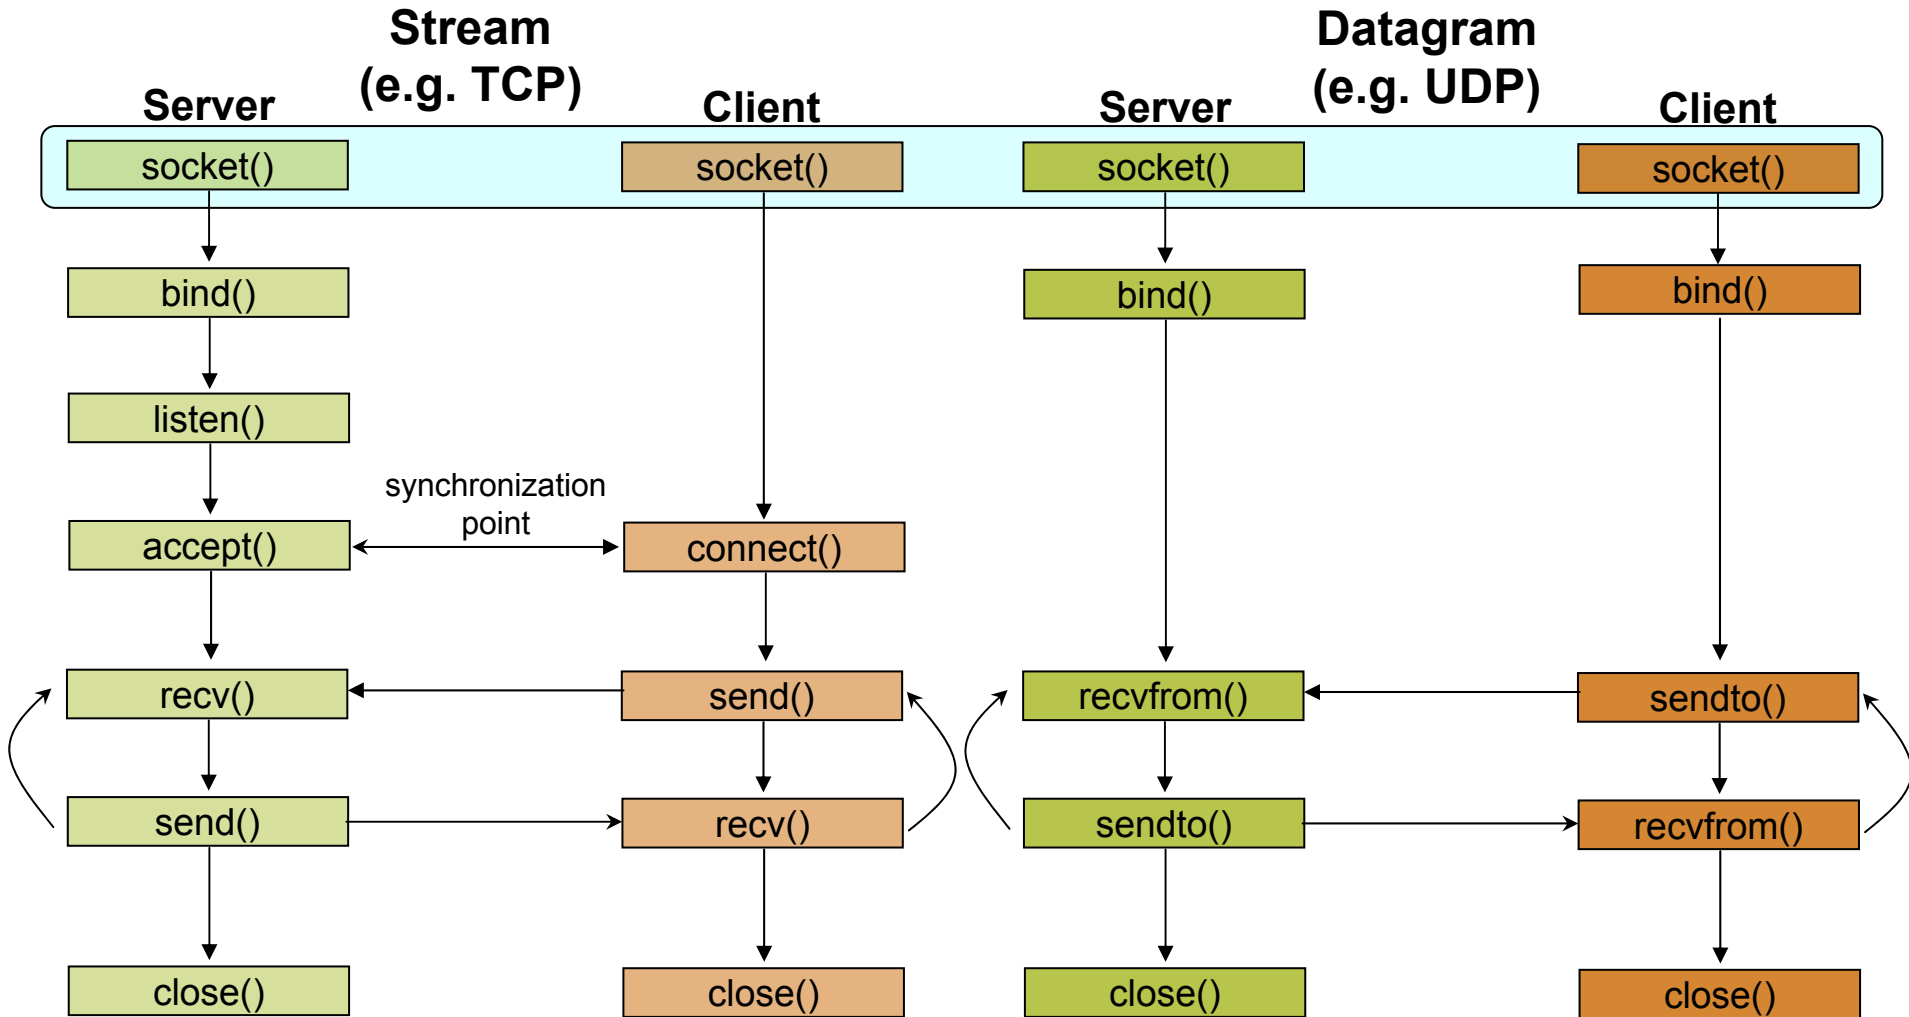 Stream
(e.g. TCP)
Datagram
(e.g. UDP)
Server
Client
Server
Client
socket()
socket()
socket()
socket()
bind()
bind()
bind()
listen()
synchronization
point
accept()
connect()
recv()
send()
recvfrom()
sendto()
send()
recv()
sendto()
recvfrom()
close()
close()
close()
close()